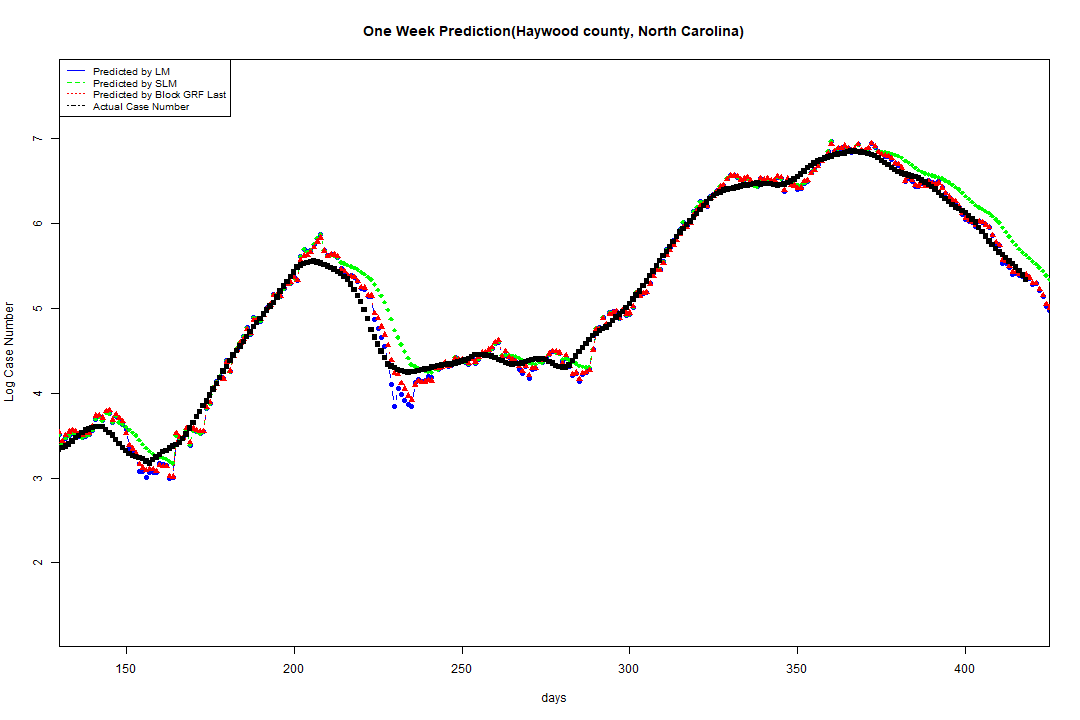 One Week Prediction(Haywood county, North Carolina)
Predicted by LM
Predicted by SLM
Predicted by Block GRF Last
Actual Case Number
Log Case Number
7
6
5
4
3
2
150 200 250 300 350 400
days